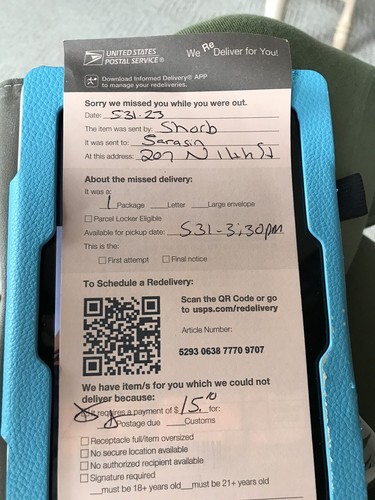 UNITED STATES
POSTAL SERVICE®
We Re Deliver for You!
Download Informed Delivery® APP
to manage your redeliveries.
Sorry we missed you while you were out.
Date: 5-31-23
The item was sent by: Shorb
It was sent to: Sarasin
At this address: 207 N 16th St
About the missed delivery:
It was a:
1 Package Letter Large envelope
Parcel Locker Eligible
Available for pickup date: 5-31-3:30pm
This is the:
First attempt Final notice
To Schedule a Redelivery:
Scan the QR Code or go
to usps.com/redelivery
Article Number:
5293 0638 7770 9707
We have item/s for you which we could not
deliver because:
It requires a payment of $ 15.10 for:
Postage due Customs
Receptacle full/item oversized
No secure location available
No authorized recipient available
Signature required
must be 18+ years old must be 21+ years old